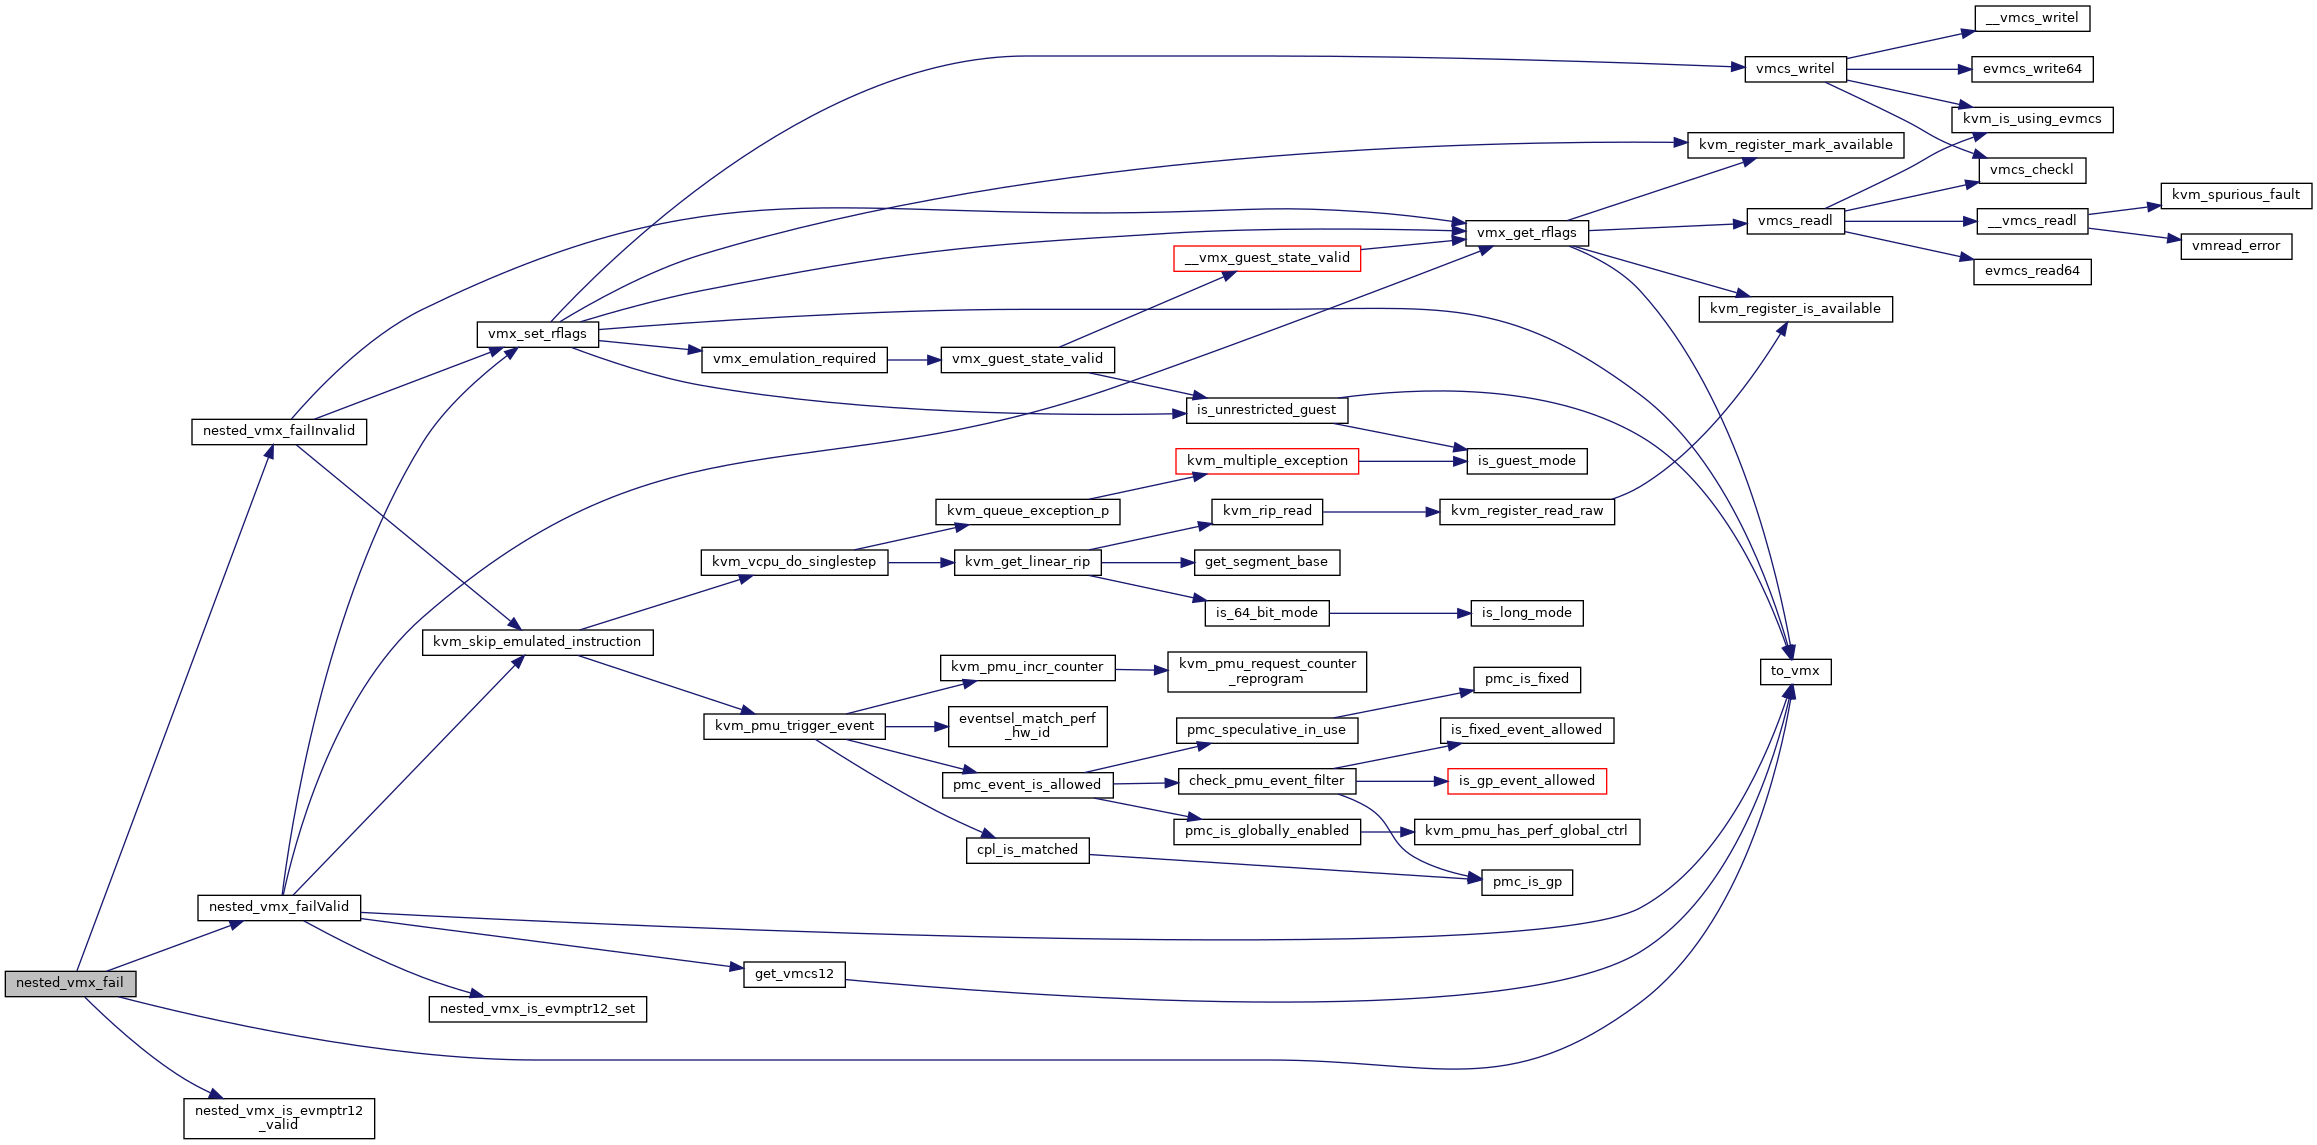 __vmcs_writel
vmcs_writel
evmcs_write64
kvm_is_using_evmcs
kvm_register_mark_available
vmcs_checkl
kvm_spurious_fault
vmcs_readl
__vmcs_readl
vmx_get_rflags
vmread_error
__vmx_guest_state_valid
evmcs_read64
kvm_register_is_available
vmx_set_rflags
vmx_emulation_required
vmx_guest_state_valid
is_unrestricted_guest
nested_vmx_failInvalid
kvm_multiple_exception
is_guest_mode
kvm_queue_exception_p
kvm_rip_read
kvm_register_read_raw
kvm_vcpu_do_singlestep
kvm_get_linear_rip
get_segment_base
is_64_bit_mode
is_long_mode
kvm_skip_emulated_instruction
kvm_pmu_incr_counter
kvm_pmu_request_counter
_reprogram
to_vmx
pmc_is_fixed
kvm_pmu_trigger_event
eventsel_match_perf
_hw_id
pmc_speculative_in_use
is_fixed_event_allowed
pmc_event_is_allowed
check_pmu_event_filter
is_gp_event_allowed
pmc_is_globally_enabled
kvm_pmu_has_perf_global_ctrl
cpl_is_matched
pmc_is_gp
nested_vmx_failValid
get_vmcs12
nested_vmx_fail
nested_vmx_is_evmptr12_set
nested_vmx_is_evmptr12
_valid